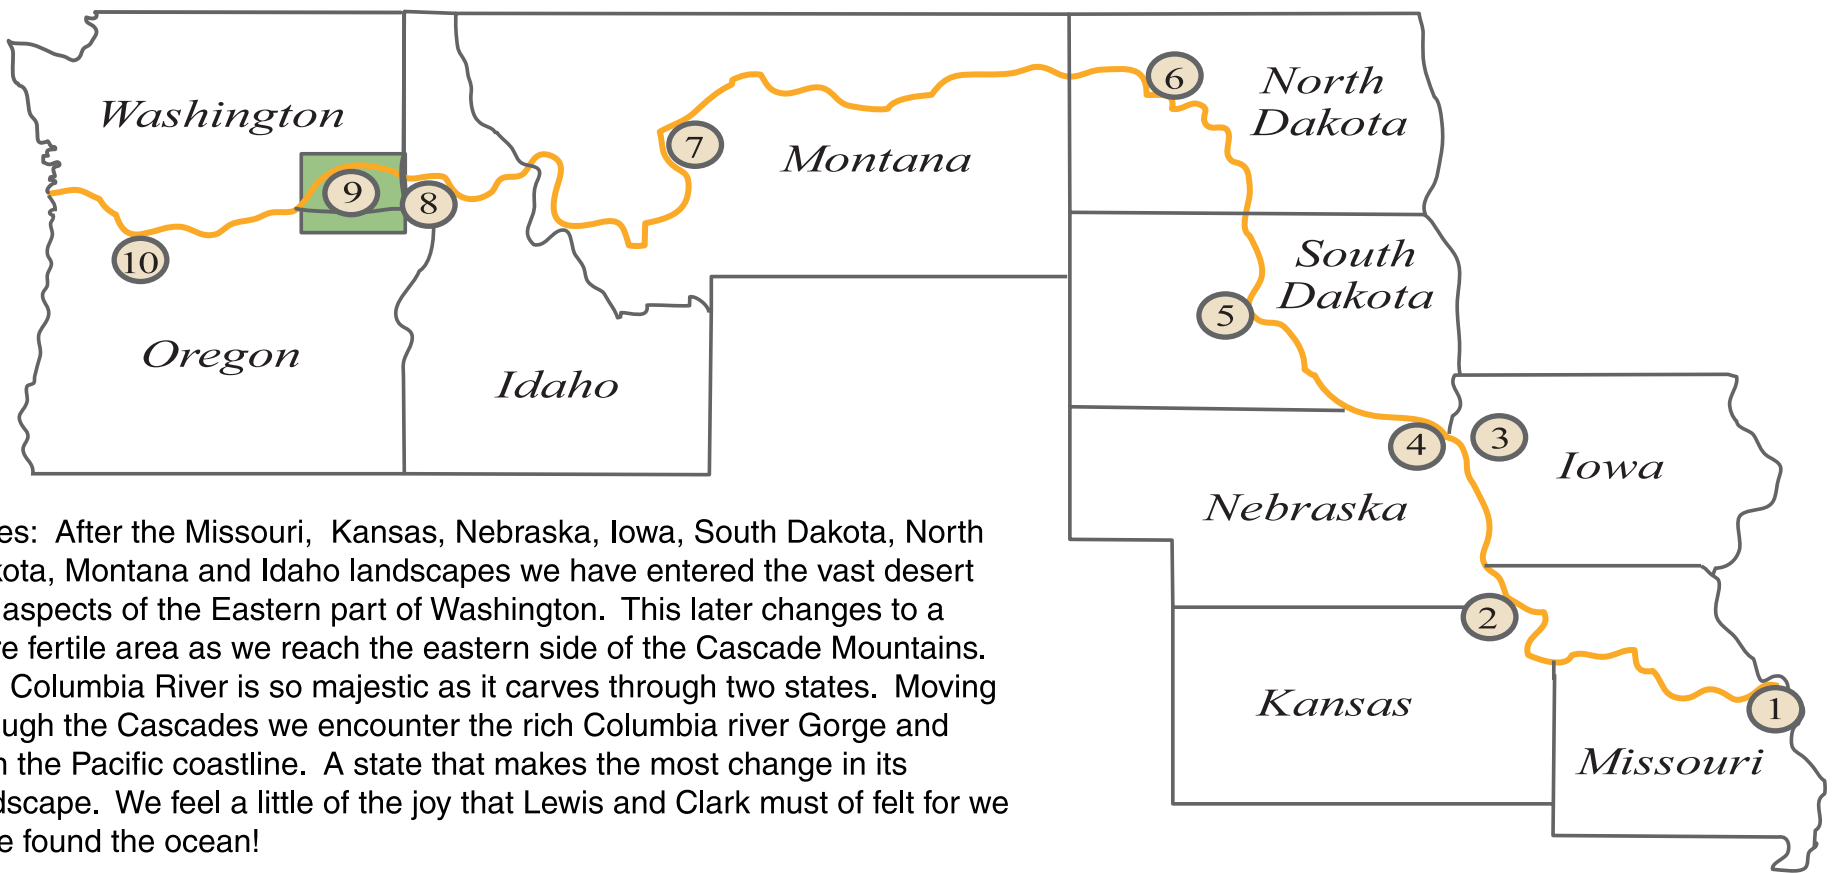 Washington
Oregon
Idaho
Montana
North
Dakota
South
Dakota
Nebraska
Iowa
Kansas
Missouri
1
2
3
4
5
6
7
8
9
10
es: After the Missouri, Kansas, Nebraska, Iowa, South Dakota, North
kota, Montana and Idaho landscapes we have entered the vast desert
aspects of the Eastern part of Washington. This later changes to a
re fertile area as we reach the eastern side of the Cascade Mountains.
Columbia River is so majestic as it carves through two states. Moving
ugh the Cascades we encounter the rich Columbia river Gorge and
n the Pacific coastline. A state that makes the most change in its
dscape. We feel a little of the joy that Lewis and Clark must of felt for we
e found the ocean!